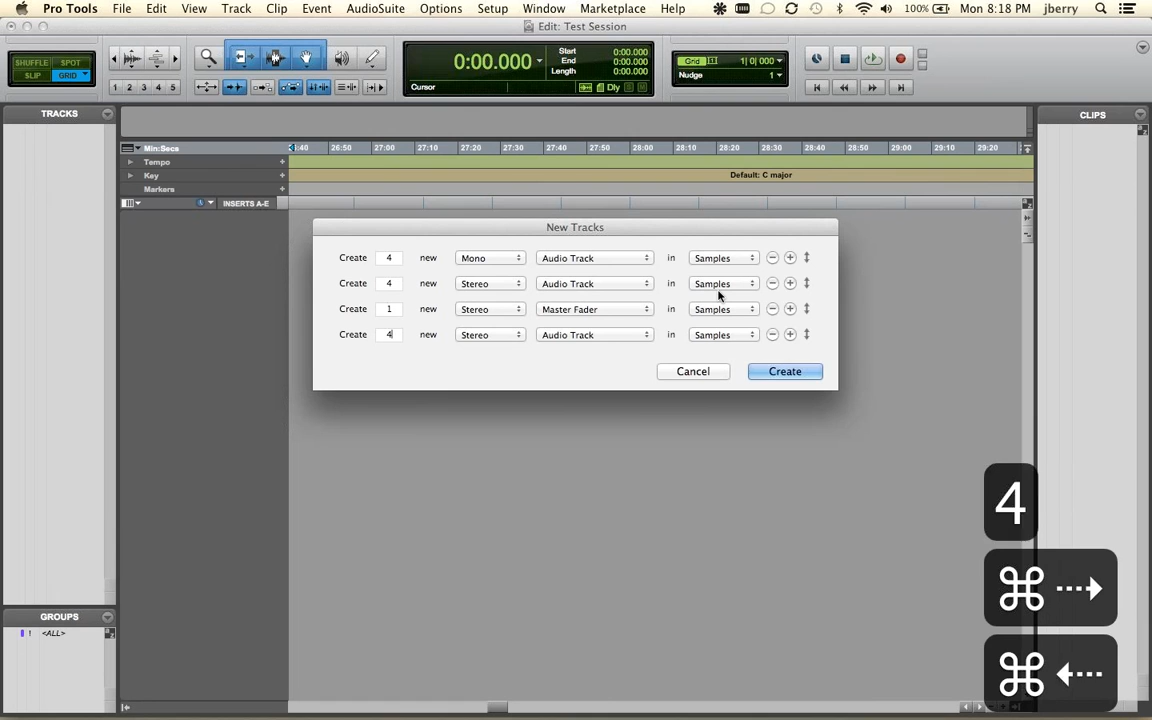 Pro Tools File Edit View Track Clip Event AudioSuite Options Setup Window Marketplace Help 100% Mon 8:18 PM jberry
Edit: Test Session
SHUFFLE SPOT
SLIP GRID
1 2 3 4 5
0:00.000
Start 0:00.000
End 0:00.000
Length 0:00.000
Cursor
Dly
Grid 1| 0| 000
Nudge 1
TRACKS
CLIPS
Min:Secs
26:50 27:00 27:10 27:20 27:30 27:40 27:50 28:00 28:10 28:20 28:30 28:40 28:50 29:00 29:10 29:20
Tempo
Key
Default: C major
Markers
INSERTS A-E
New Tracks
Create 4 new Mono Audio Track in Samples
Create 4 new Stereo Audio Track in Samples
Create 1 new Stereo Master Fader in Samples
Create 4 new Stereo Audio Track in Samples
Cancel Create
4
⌘ ⇢
⌘ ⇠
GROUPS
! <ALL>